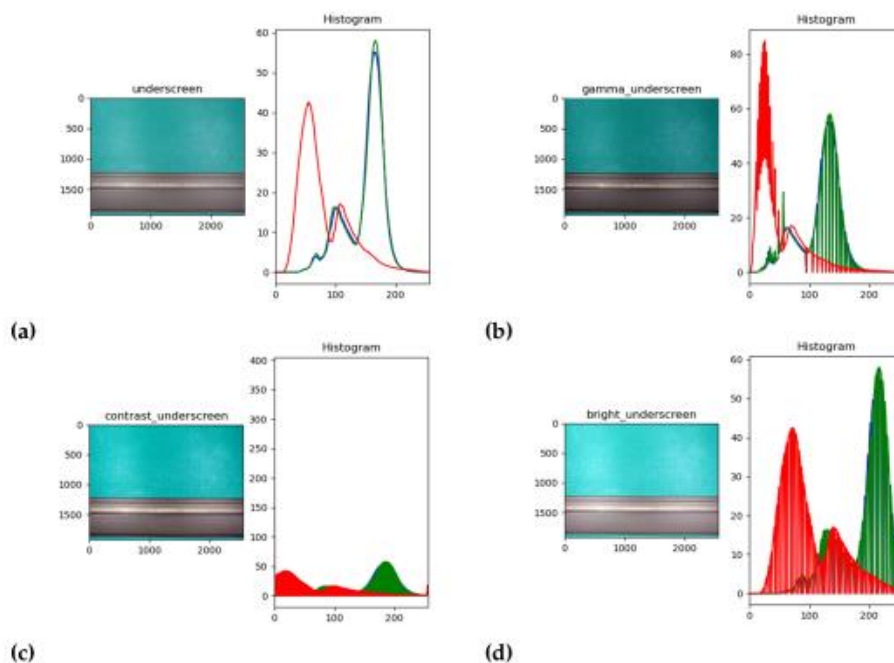 Histogram
60
50
40
30
20
10
0
0 100 200
underscreen
0
500
1000
1500
0 1000 2000
(a)
Histogram
80
60
40
20
0
0 100 200
gamma_underscreen
0
500
1000
1500
0 1000 2000
(b)
Histogram
400
350
300
250
200
150
100
50
0
0 100 200
contrast_underscreen
0
500
1000
1500
0 1000 2000
(c)
Histogram
60
50
40
30
20
10
0
0 100 200
bright_underscreen
0
500
1000
1500
0 1000 2000
(d)